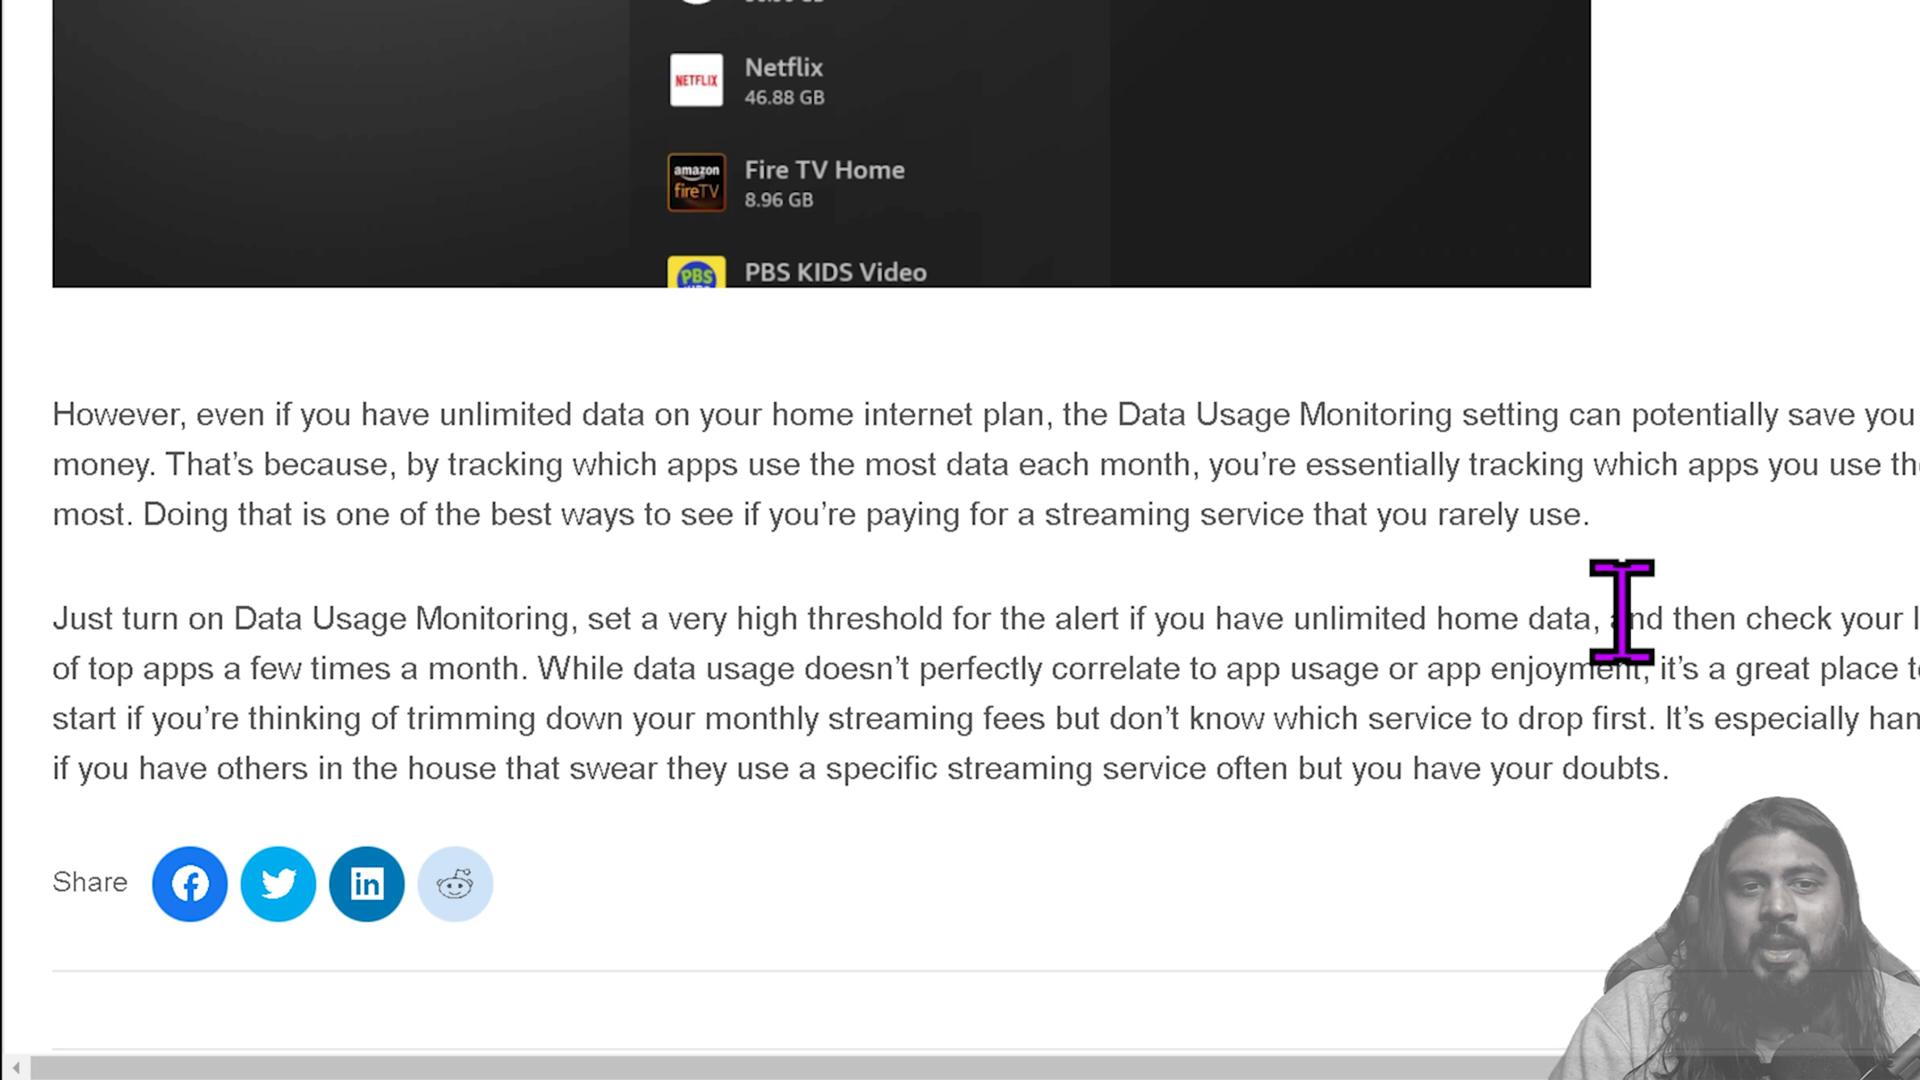 Netflix
NETFLIX
46.88 GB
Fire TV Home
amazon
fireTV
8.96 GB
PBS KIDS Video
PBS
However, even if you have unlimited data on your home internet plan, the Data Usage Monitoring setting can potentially save you
money. That’s because, by tracking which apps use the most data each month, you’re essentially tracking which apps you use
most. Doing that is one of the best ways to see if you’re paying for a streaming service that you rarely use.
Just turn on Data Usage Monitoring, set a very high threshold for the alert if you have unlimited home data, and then check your
of top apps a few times a month. While data usage doesn’t perfectly correlate to app usage or app enjoyment, it’s a great place
start if you’re thinking of trimming down your monthly streaming fees but don’t know which service to drop first. It’s especially
if you have others in the house that swear they use a specific streaming service often but you have your doubts.
Share
in